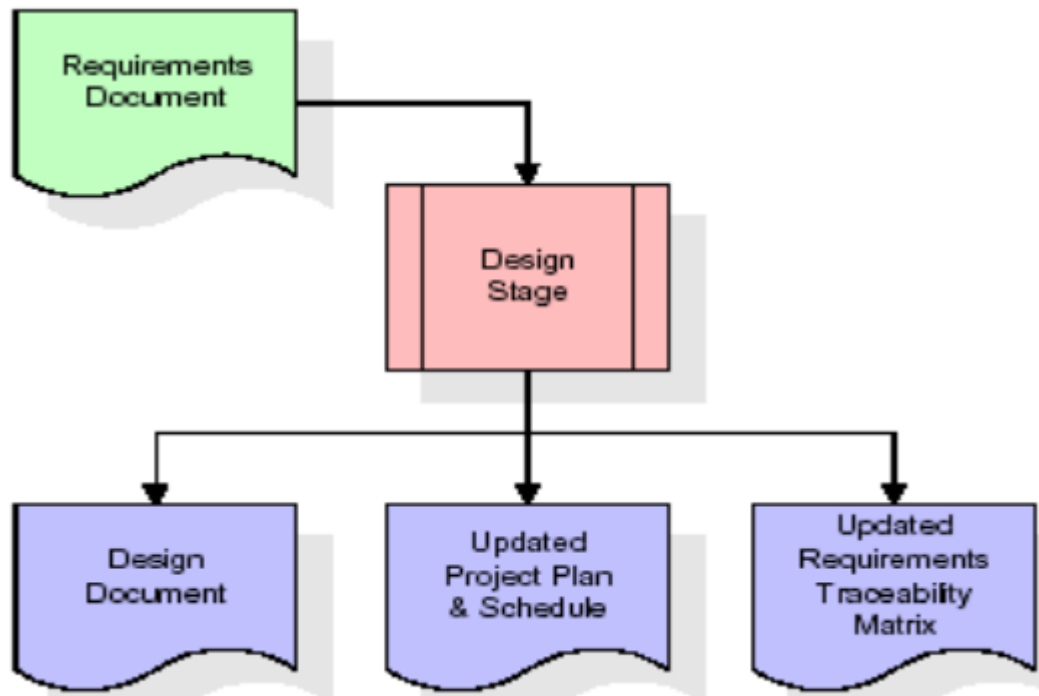 Requirements
Document
Design
Stage
Design
Document
Updated
Project Plan
& Schedule
Updated
Requirements
Traceability
Matrix